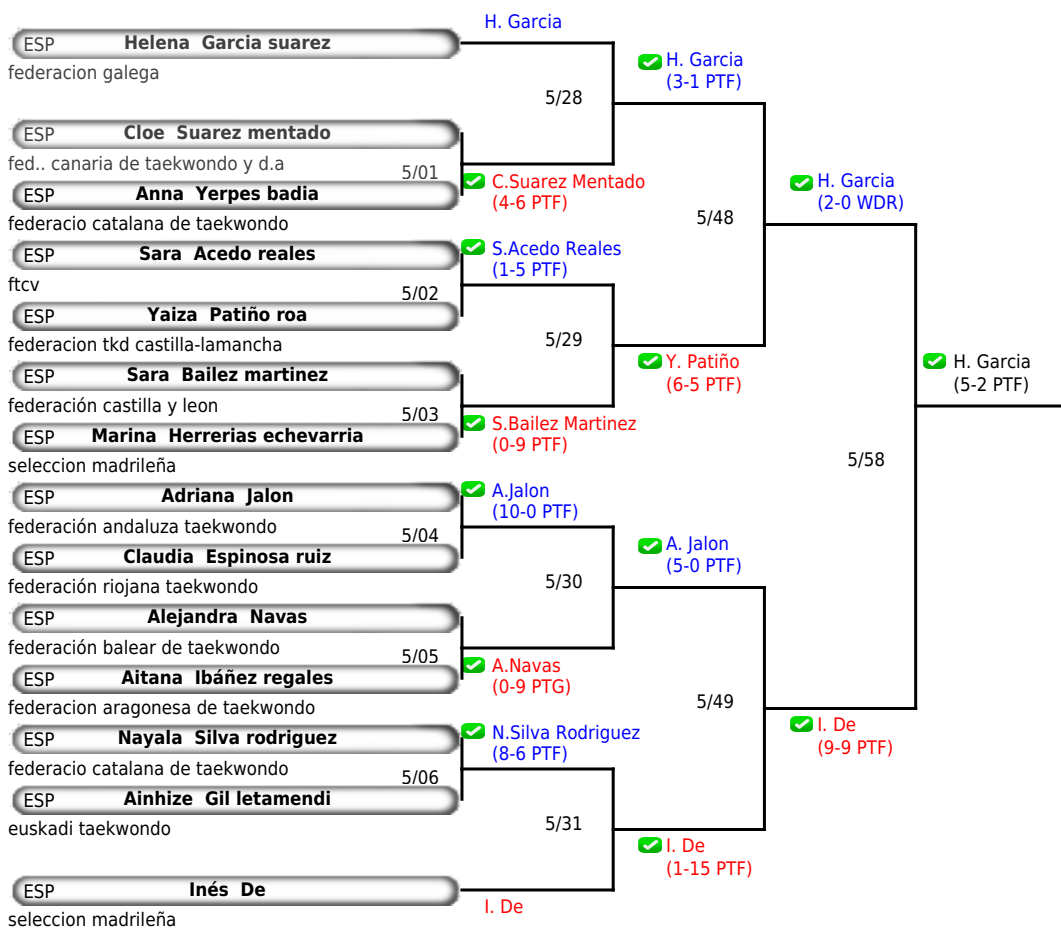 H. Garcia
ESP Helena Garcia suarez
federacion galega
H. Garcia
(3-1 PTF)
5/28
ESP Cloe Suarez mentado
fed.. canaria de taekwondo y d.a
5/01
C.Suarez Mentado
(4-6 PTF)
ESP Anna Yerpes badia
federacio catalana de taekwondo
H. Garcia
(2-0 WDR)
5/48
ESP Sara Acedo reales
ftcv
S.Acedo Reales
(1-5 PTF)
5/02
ESP Yaiza Patiño roa
federacion tkd castilla-lamancha
5/29
Y. Patiño
(6-5 PTF)
ESP Sara Bailez martinez
federación castilla y leon
5/03
S.Bailez Martinez
(0-9 PTF)
ESP Marina Herrerias echevarria
seleccion madrileña
H. Garcia
(5-2 PTF)
5/58
ESP Adriana Jalon
federación andaluza taekwondo
A.Jalon
(10-0 PTF)
5/04
ESP Claudia Espinosa ruiz
federación riojana taekwondo
A. Jalon
(5-0 PTF)
5/30
ESP Alejandra Navas
federación balear de taekwondo
5/05
A.Navas
(0-9 PTG)
ESP Aitana Ibáñez regales
federacion aragonesa de taekwondo
5/49
I. De
(9-9 PTF)
ESP Nayala Silva rodriguez
federacio catalana de taekwondo
N.Silva Rodriguez
(8-6 PTF)
5/06
ESP Ainhize Gil letamendi
euskadi taekwondo
5/31
I. De
(1-15 PTF)
ESP Inés De
seleccion madrileña
I. De